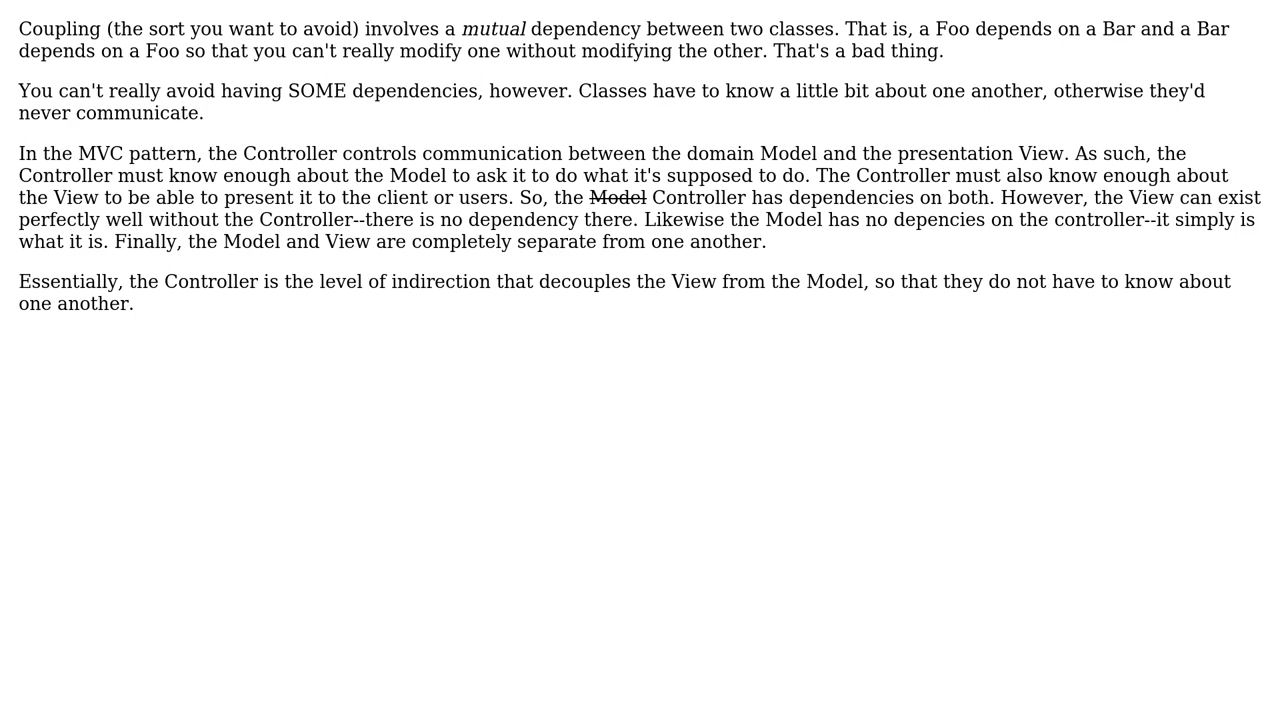 Coupling (the sort you want to avoid) involves a mutual dependency between two classes. That is, a Foo depends on a Bar and a Bar
depends on a Foo so that you can't really modify one without modifying the other. That's a bad thing.
You can't really avoid having SOME dependencies, however. Classes have to know a little bit about one another, otherwise they'd
never communicate.
In the MVC pattern, the Controller controls communication between the domain Model and the presentation View. As such, the
Controller must know enough about the Model to ask it to do what it's supposed to do. The Controller must also know enough about
the View to be able to present it to the client or users. So, the Model Controller has dependencies on both. However, the View can exist
perfectly well without the Controller--there is no dependency there. Likewise the Model has no depencies on the controller--it simply is
what it is. Finally, the Model and View are completely separate from one another.
Essentially, the Controller is the level of indirection that decouples the View from the Model, so that they do not have to know about
one another.